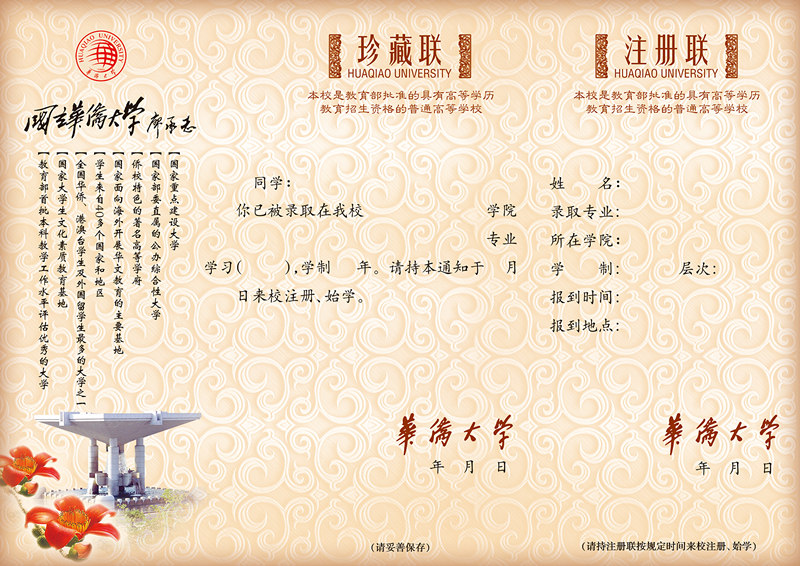 HUAQIAO UNIVERSITY
华侨大学
國立華僑大学 廖承志
【国家重点建设大学
【国家部委直属的公办综合性大学
【侨校特色的著名高等学府
【国家面向海外开展华文教育的主要基地
【学生来自40多个国家和地区
【全国华侨、港澳台学生及外国留学生最多的大学之一
【国家大学生文化素质教育基地
【教育部首批本科教学工作水平评估优秀的大学
珍藏联
HUAQIAO UNIVERSITY
本校是教育部批准的具有高等学历
教育招生资格的普通高等学校
同学：
你已被录取在我校 学院
专业
学习( ),学制 年。请持本通知于 月
日来校注册、始学。
華僑大学
年 月 日
(请妥善保存)
注册联
HUAQIAO UNIVERSITY
本校是教育部批准的具有高等学历
教育招生资格的普通高等学校
姓 名：
录取专业：
所在学院：
学 制： 层次：
报到时间：
报到地点：
華僑大学
年 月 日
(请持注册联按规定时间来校注册、始学)